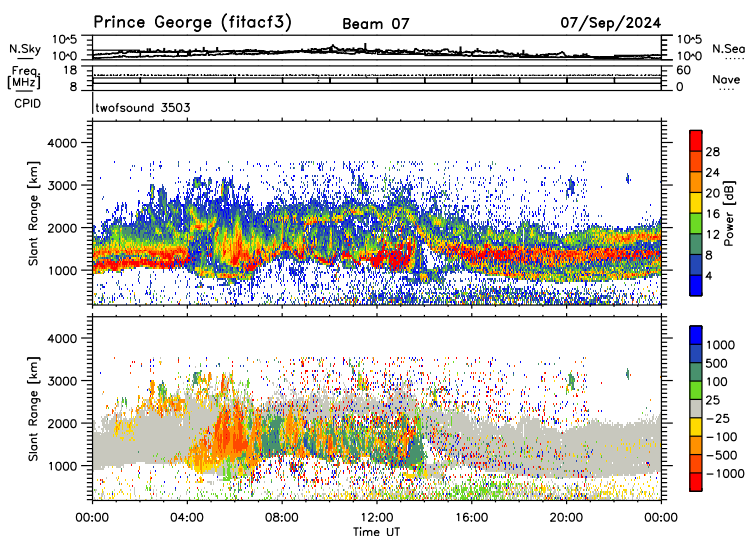 Prince George (fitacf3) Beam 07 07/Sep/2024
N.Sky 10^5 10^5 N.Sea
10^0 10^0
Freq. 18 60 Nave
[MHz] 8 0
CPID twofsound 3503
4000
3000
2000
1000
Slant Range [km]
28
24
20
16
12
8
4
Power [dB]
4000
3000
2000
1000
Slant Range [km]
1000
500
100
25
-25
-100
-500
-1000
00:00 04:00 08:00 12:00 16:00 20:00 00:00
Time UT